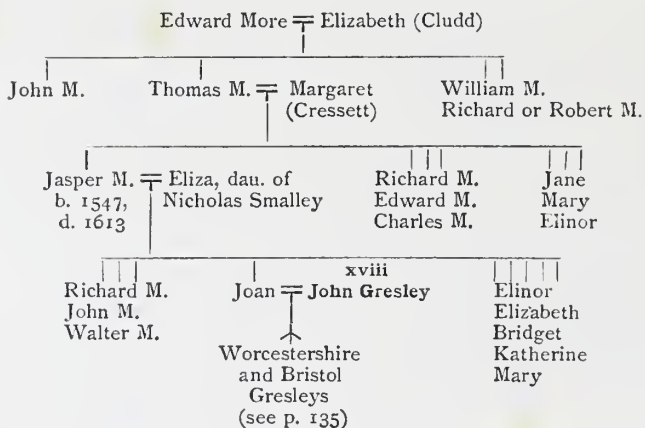 Edward More = Elizabeth (Cludd)
John M. Thomas M. = Margaret William M.
(Cressett) Richard or Robert M.
Jasper M. = Eliza, dau. of Richard M. Jane
b. 1547, Nicholas Smalley Edward M. Mary
d. 1613 Charles M. Elinor
xviii
Richard M. Joan = John Gresley Elinor
John M. Elizabeth
Walter M. Worcestershire Bridget
and Bristol Katherine
Gresleys Mary
(see p. 135)